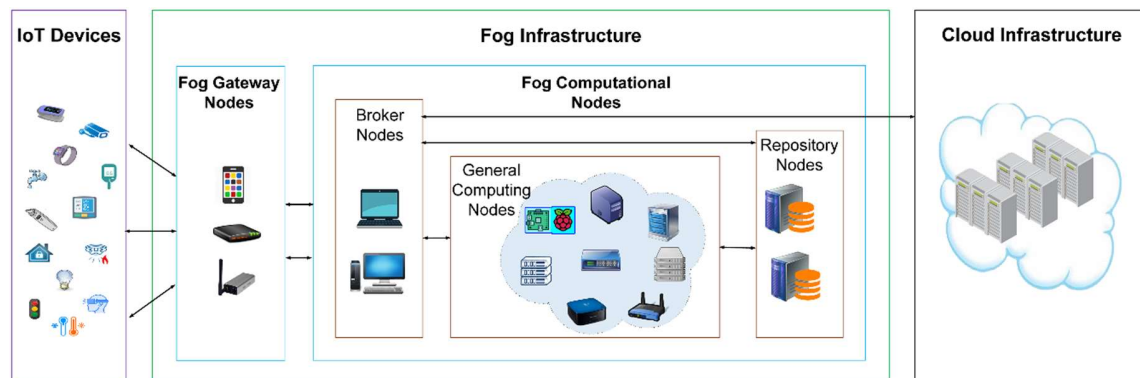 IoT Devices
Fog Infrastructure
Cloud Infrastructure
Fog Gateway
Nodes
Fog Computational
Nodes
Broker
Nodes
General
Computing
Nodes
Repository
Nodes